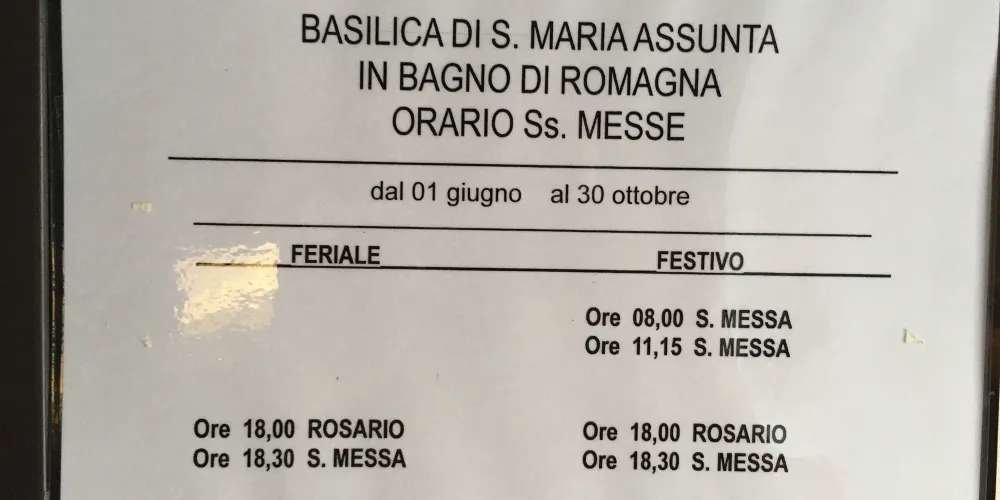 BASILICA DI S. MARIA ASSUNTA
IN BAGNO DI ROMAGNA
ORARIO Ss. MESSE
dal 01 giugno al 30 ottobre
FERIALE FESTIVO
Ore 08,00 S. MESSA
Ore 11,15 S. MESSA
Ore 18,00 ROSARIO Ore 18,00 ROSARIO
Ore 18,30 S. MESSA Ore 18,30 S. MESSA